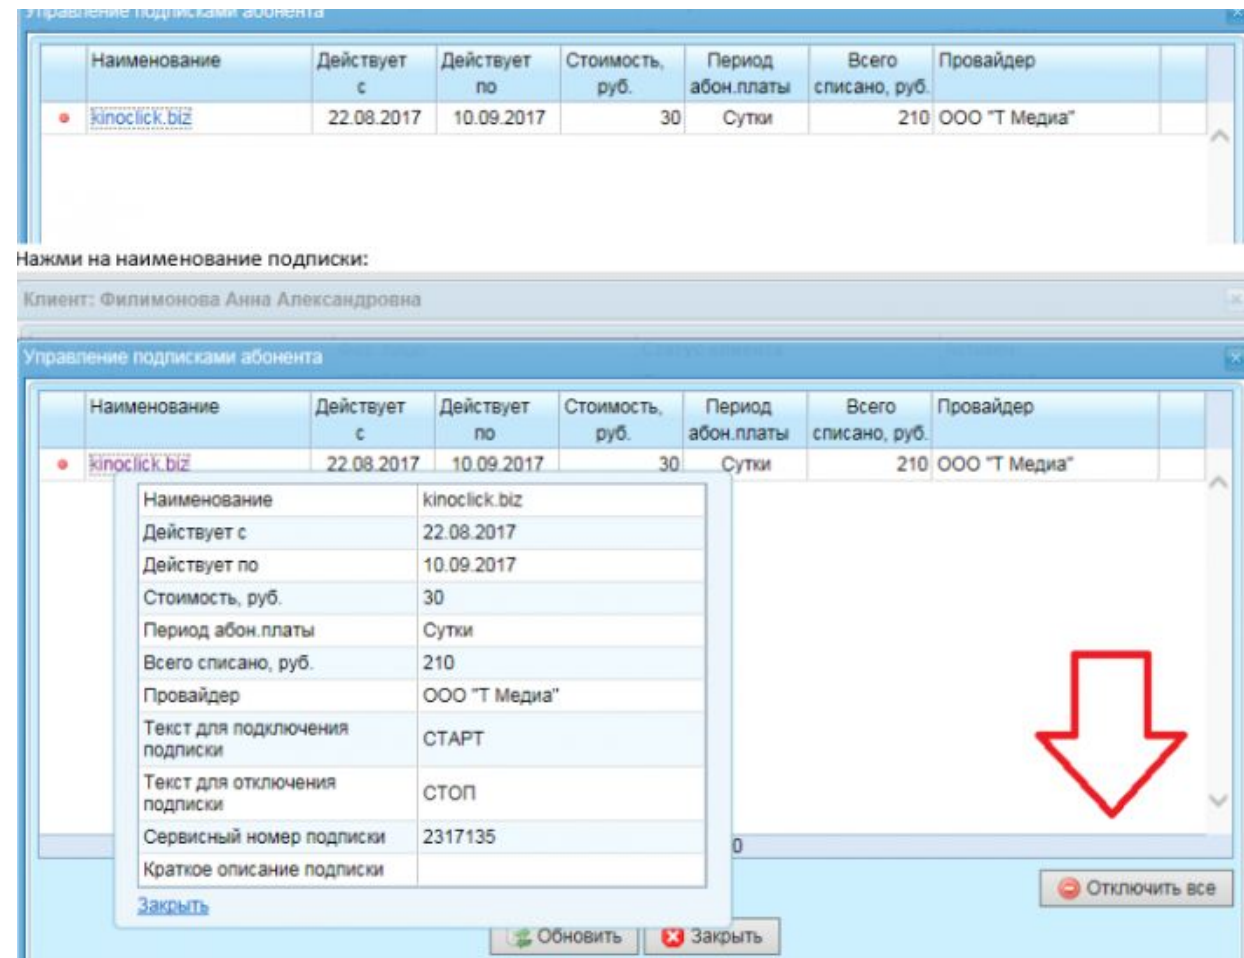 Управление подписками абонента
Наименование Действует с Действует по Стоимость, руб. Период абон.платы Всего списано, руб. Провайдер
kinoclick.biz 22.08.2017 10.09.2017 30 Сутки 210 ООО "Т Медиа"
Нажми на наименование подписки:
Клиент: Филимонова Анна Александровна
Управление подписками абонента
Наименование Действует с Действует по Стоимость, руб. Период абон.платы Всего списано, руб. Провайдер
kinoclick.biz 22.08.2017 10.09.2017 30 Сутки 210 ООО "Т Медиа"
Наименование kinoclick.biz
Действует с 22.08.2017
Действует по 10.09.2017
Стоимость, руб. 30
Период абон.платы Сутки
Всего списано, руб. 210
Провайдер ООО "Т Медиа"
Текст для подключения подписки СТАРТ
Текст для отключения подписки СТОП
Сервисный номер подписки 2317135
Краткое описание подписки
Закрыть
0
Отключить все
Обновить Закрыть